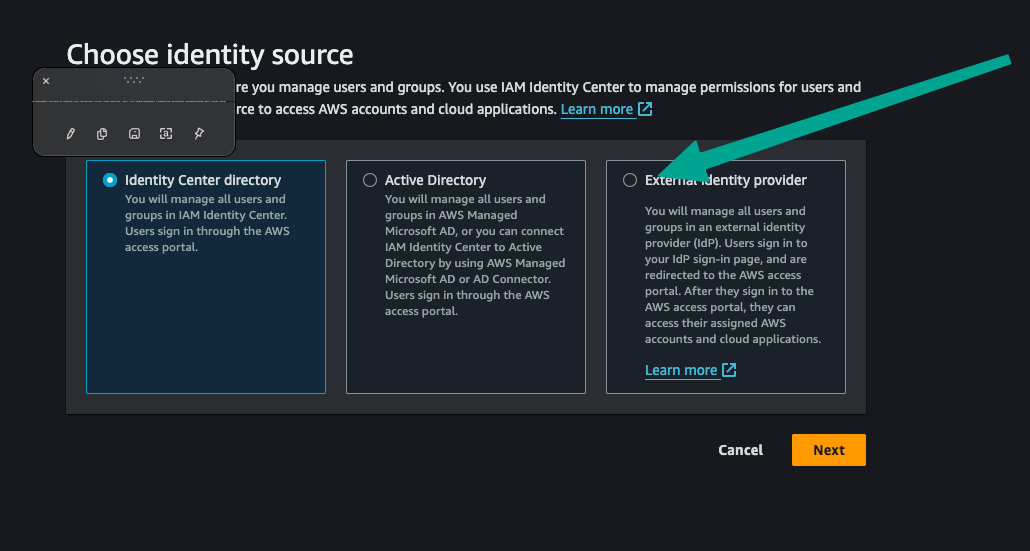 Choose identity source
re you manage users and groups. You use IAM Identity Center to manage permissions for users and
rce to access AWS accounts and cloud applications. Learn more
Identity Center directory
You will manage all users and
groups in IAM Identity Center.
Users sign in through the AWS
access portal.
Active Directory
You will manage all users and
groups in AWS Managed
Microsoft AD, or you can connect
IAM Identity Center to Active
Directory by using AWS Managed
Microsoft AD or AD Connector.
Users sign in through the AWS
access portal.
External identity provider
You will manage all users and
groups in an external identity
provider (IdP). Users sign in to
your IdP sign-in page, and are
redirected to the AWS access
portal. After they sign in to the
AWS access portal, they can
access their assigned AWS
accounts and cloud applications.
Learn more
Cancel
Next